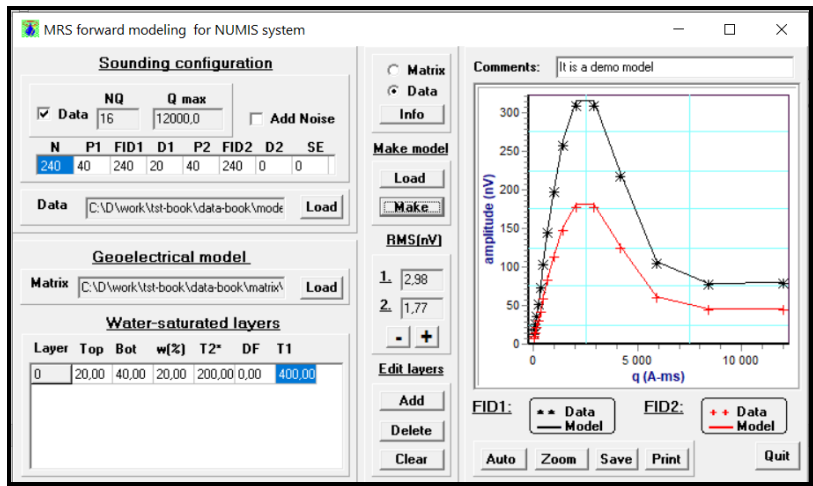 MRS forward modeling for NUMIS system
Sounding configuration
NQ Q max
Data 16 12000,0 Add Noise
N P1 FID1 D1 P2 FID2 D2 SE
240 40 240 20 40 240 0 0
Data C:\D\work\tst-book\data-book\mode Load
Geoelectrical model
Matrix C:\D\work\tst-book\data-book\matrix\ Load
Water-saturated layers
Layer Top Bot w(%) T2* DF T1
0 20,00 40,00 20,00 200,00 0,00 400,00
Matrix
Data
Info
Make model
Load
Make
RMS(nV)
1. 2,98
2. 1,77
- +
Edit layers
Add
Delete
Clear
Comments: It is a demo model
amplitude (nV)
300
250
200
150
100
50
0
0 5 000 10 000
q (A-ms)
FID1: Data
Model
FID2: Data
Model
Auto Zoom Save Print Quit